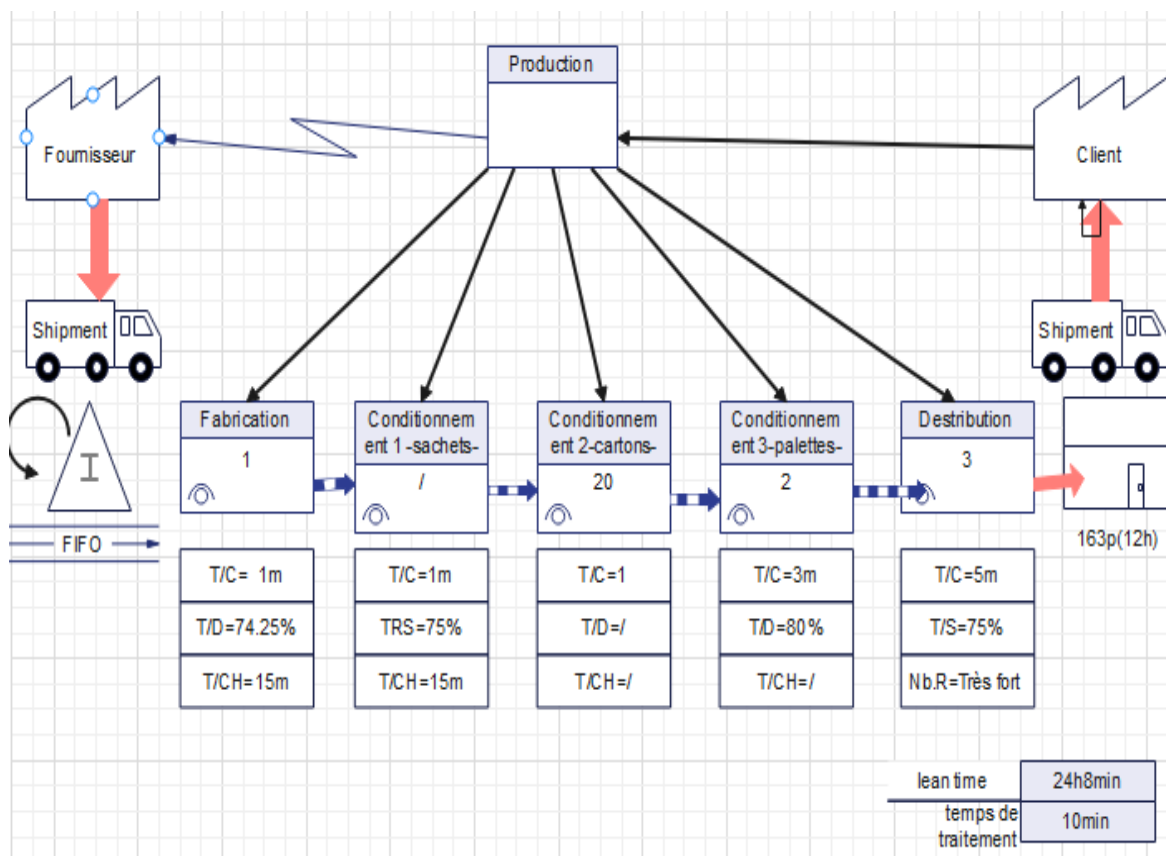 Production
Fournisseur
Client
Shipment
Shipment
Fabrication
1
Conditionnem
ent 1 -sachets-
/
Conditionnem
ent 2-cartons-
20
Conditionnem
ent 3-palettes-
2
Destribution
3
I
FIFO
163p(12h)
T/C= 1m
T/D=74.25%
T/CH=15m
T/C=1m
TRS=75%
T/CH=15m
T/C=1
T/D=/
T/CH=/
T/C=3m
T/D=80%
T/CH=/
T/C=5m
T/S=75%
Nb.R=Très fort
lean time
24h8min
temps de
traitement
10min